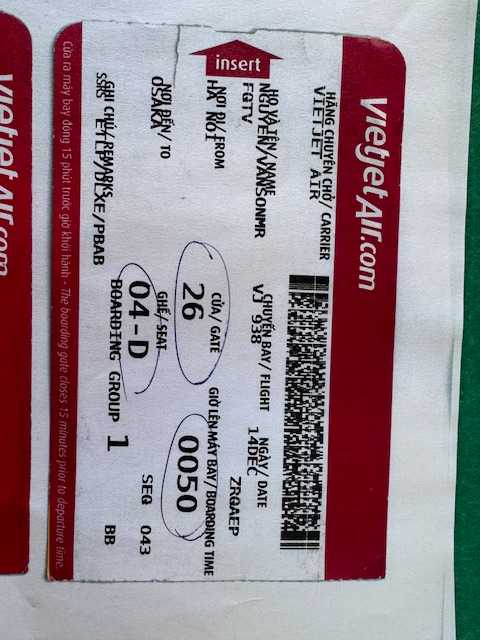 vietjetAir.com
HÃNG CHUYÊN CHỞ/ CARRIER
VIETJET AIR
HỌ VÀ TÊN/ NAME
NGUYEN/VANSONMR
FQTV
CHUYẾN BAY/ FLIGHT
VJ 938
NGÀY/ DATE
14DEC
ZRQAEP
NƠI ĐI/ FROM
HA NOI
CỬA/ GATE
26
GIỜ LÊN MÁY BAY/ BOARDING TIME
0050
NƠI ĐẾN/ TO
OSAKA
GHẾ/ SEAT
04-D
SEQ 043
GHI CHÚ/ REMARKS
SSRS
BOARDING GROUP 1
BB
Cửa ra máy bay đóng 15 phút trước giờ khởi hành • The boarding gate closes 15 minutes prior to departure time.
insert
vietjetAir.com